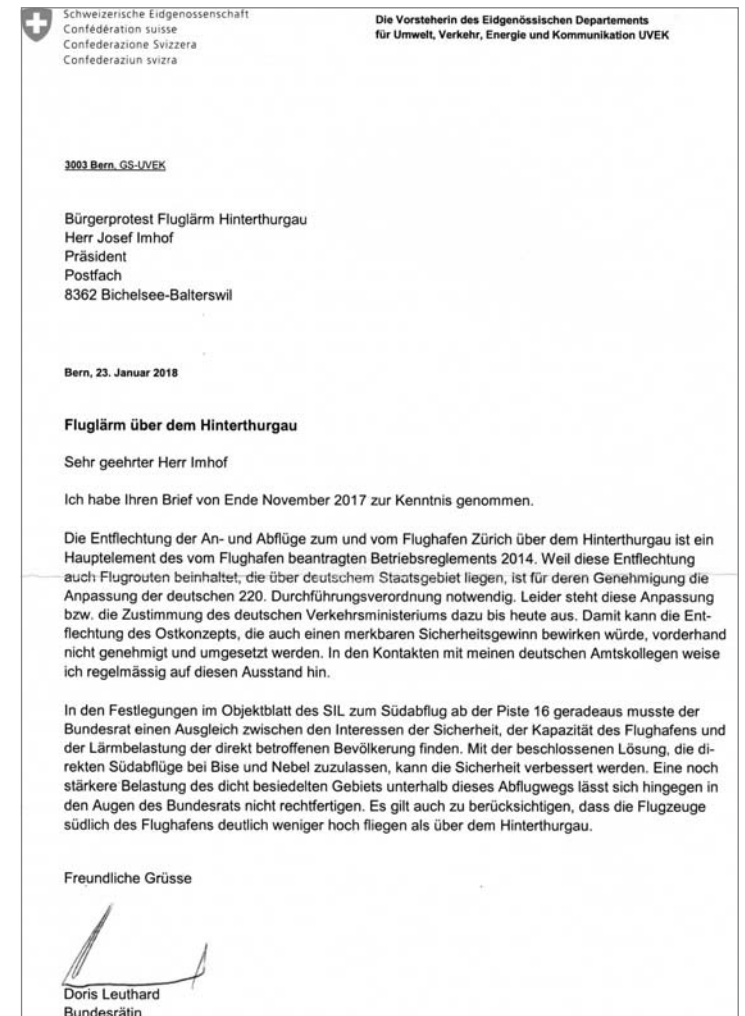 Schweizerische Eidgenossenschaft
Confédération suisse
Confederazione Svizzera
Confederaziun svizra
Die Vorsteherin des Eidgenössischen Departements
für Umwelt, Verkehr, Energie und Kommunikation UVEK
3003 Bern, GS-UVEK
Bürgerprotest Fluglärm Hinterthurgau
Herr Josef Imhof
Präsident
Postfach
8362 Bichelsee-Balterswil
Bern, 23. Januar 2018
Fluglärm über dem Hinterthurgau
Sehr geehrter Herr Imhof
Ich habe Ihren Brief von Ende November 2017 zur Kenntnis genommen.
Die Entflechtung der An- und Abflüge zum und vom Flughafen Zürich über dem Hinterthurgau ist ein
Hauptelement des vom Flughafen beantragten Betriebsreglements 2014. Weil diese Entflechtung
auch Flugrouten beinhaltet, die über deutschem Staatsgebiet liegen, ist für deren Genehmigung die
Anpassung der deutschen 220. Durchführungsverordnung notwendig. Leider steht diese Anpassung
bzw. die Zustimmung des deutschen Verkehrsministeriums dazu bis heute aus. Damit kann die Ent-
flechtung des Ostkonzepts, die auch einen merkbaren Sicherheitsgewinn bewirken würde, vorderhand
nicht genehmigt und umgesetzt werden. In den Kontakten mit meinen deutschen Amtskollegen weise
ich regelmässig auf diesen Ausstand hin.
In den Festlegungen im Objektblatt des SIL zum Südabflug ab der Piste 16 geradeaus musste der
Bundesrat einen Ausgleich zwischen den Interessen der Sicherheit, der Kapazität des Flughafens und
der Lärmbelastung der direkt betroffenen Bevölkerung finden. Mit der beschlossenen Lösung, die di-
rekten Südabflüge bei Bise und Nebel zuzulassen, kann die Sicherheit verbessert werden. Eine noch
stärkere Belastung des dicht besiedelten Gebiets unterhalb dieses Abflugwegs lässt sich hingegen in
den Augen des Bundesrats nicht rechtfertigen. Es gilt auch zu berücksichtigen, dass die Flugzeuge
südlich des Flughafens deutlich weniger hoch fliegen als über dem Hinterthurgau.
Freundliche Grüsse
Doris Leuthard
Bundesrätin